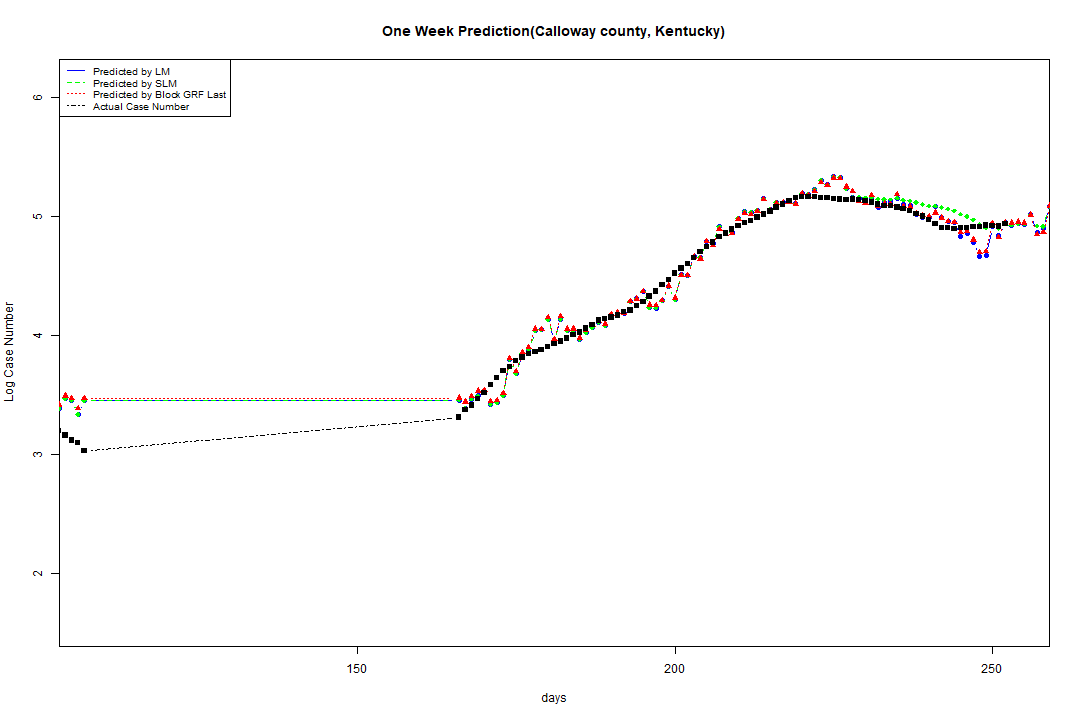 One Week Prediction(Calloway county, Kentucky)
Predicted by LM
Predicted by SLM
Predicted by Block GRF Last
Actual Case Number
6
5
4
3
2
Log Case Number
150
200
250
days